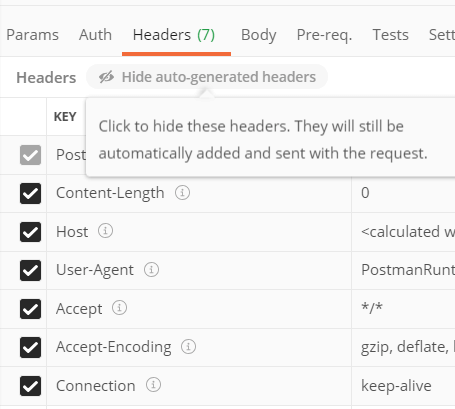 Params Auth Headers (7) Body Pre-req. Tests Sett
Headers Hide auto-generated headers
KEY
Click to hide these headers. They will still be
automatically added and sent with the request.
Post
Content-Length 0
Host <calculated w
User-Agent PostmanRunt
Accept */*
Accept-Encoding gzip, deflate,
Connection keep-alive